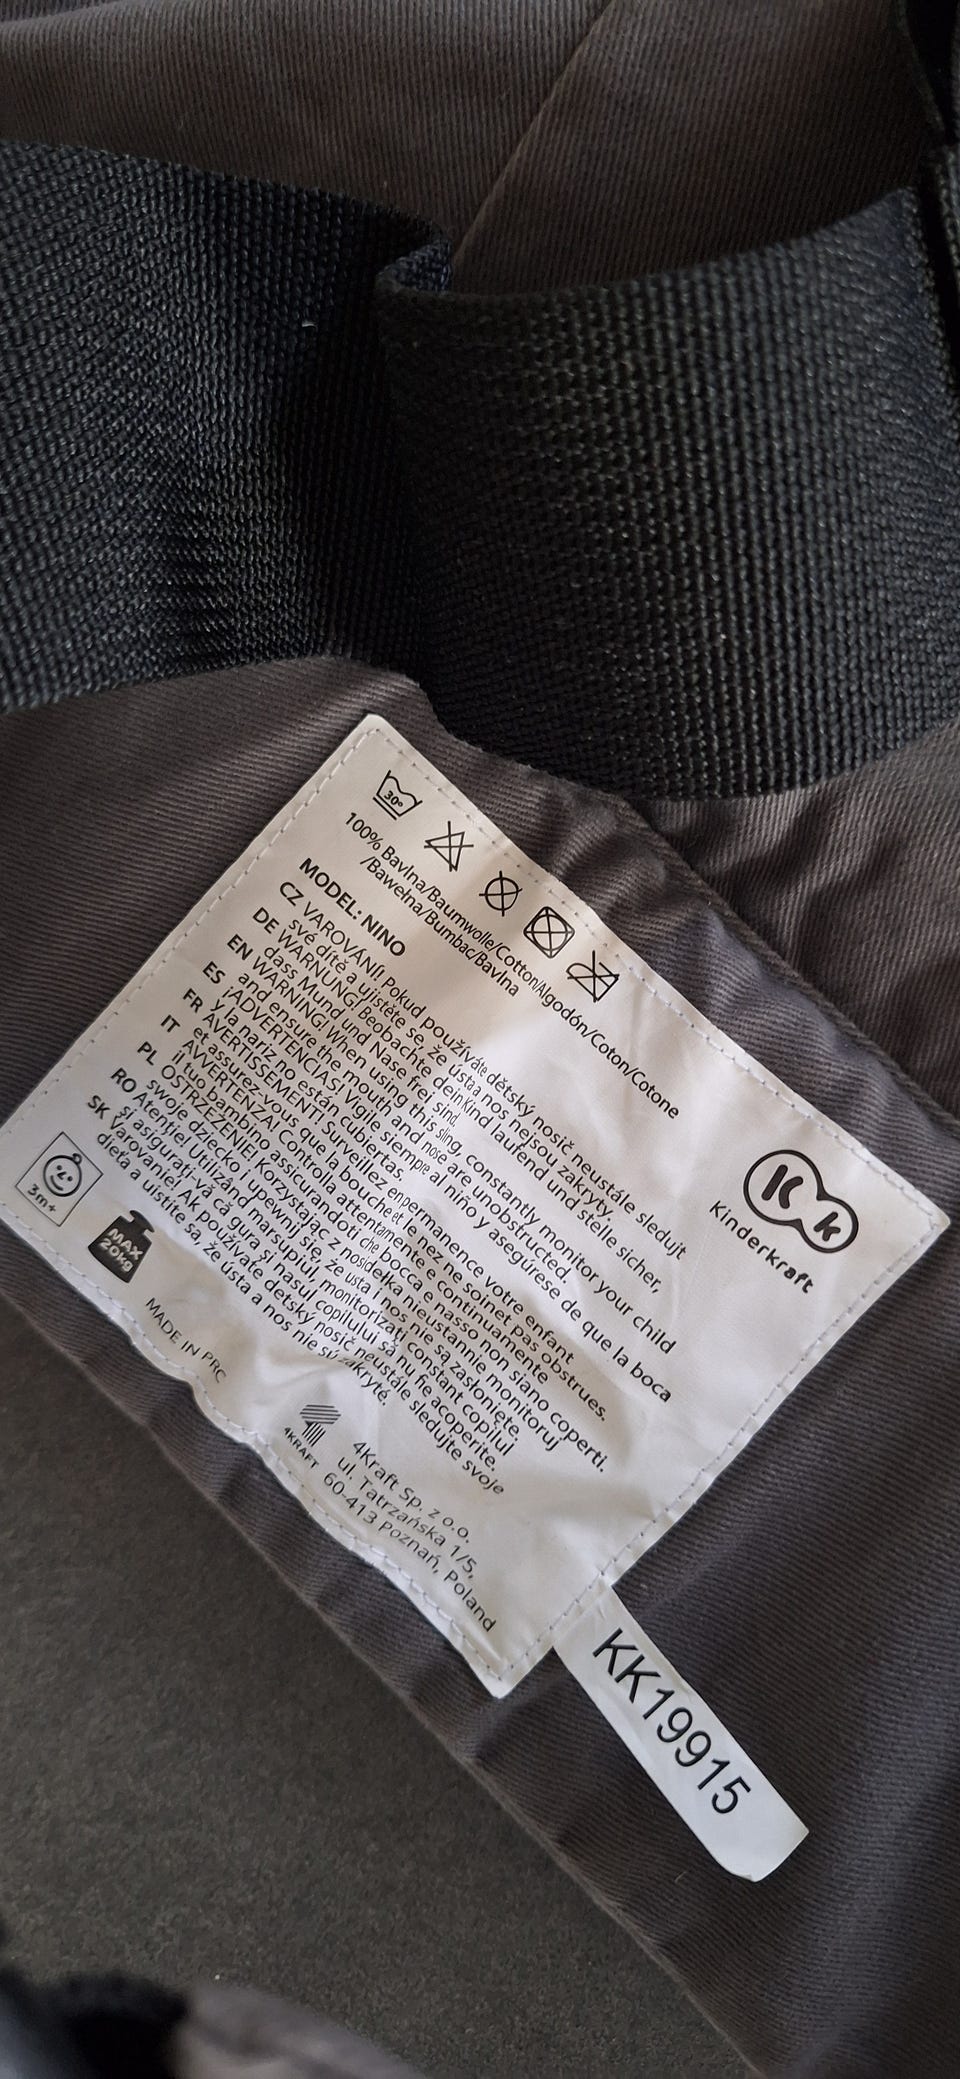 30°
100% Bavlna/Baumwolle/Cotton/Algodón/Coton/Cotone
/Bawełna/Bumbac/Bavlna
Kinderkraft
MODEL: NINO
CZ VAROVÁNÍ! Pokud používáte dětský nosič neustále sledujt
své dítě a ujistěte se, že ústa a nos nejsou zakryty.
DE WARNUNG! Beobachte dein Kind laufend und stelle sicher,
dass Mund und Nase frei sind.
EN WARNING! When using this sling, constantly monitor your child
and ensure the mouth and nose are unobstructed.
ES ¡ADVERTENCIAS! Vigile siempre al niño y asegúrese de que la boca
y la nariz no están cubiertas.
FR AVERTISSEMENT! Surveillez en permanence votre enfant
et assurez-vous que la bouche et le nez ne soinet pas obstrues.
IT AVVERTENZA! Controlla attentamente e continuamente
il tuo bambino assicurandoti che bocca e nasso non siano coperti.
PL OSTRZEŻENIE! Korzystając z nosidełka nieustannie monitoruj
swoje dziecko i upewnij się, że usta i nos nie są zasłonięte.
RO Atenție! Utilizând marsupiul, monitorizați constant copilul
și asigurați-vă că gura și nasul copilului să nu fie acoperite.
SK Varovanie! Ak používate detský nosič neustále sledujte svoje
dieťa a uistite sa, že ústa a nos nie sú zakryté.
3m+
MAX
20kg
MADE IN PRC
4KRAFT
4Kraft Sp. z o.o.
ul. Tatrzańska 1/5,
60-413 Poznań, Poland
KK19915